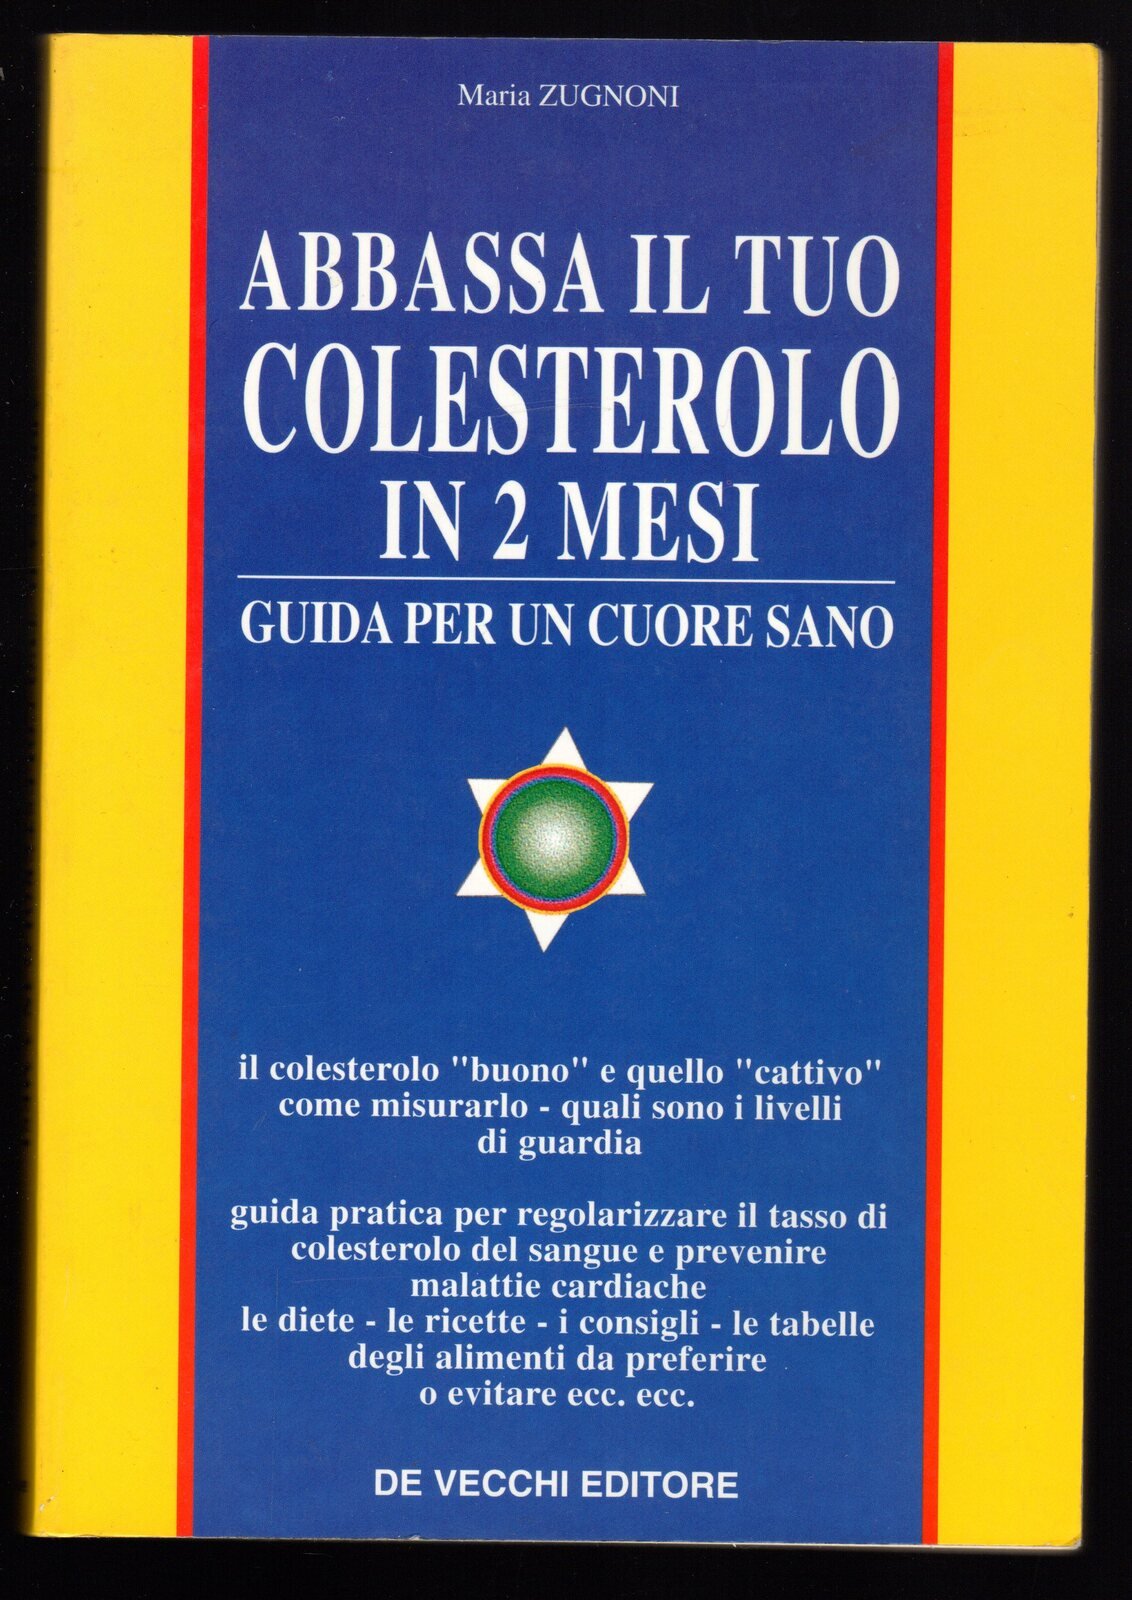 Maria ZUGNONI
ABBASSA IL TUO
COLESTEROLO
IN 2 MESI
GUIDA PER UN CUORE SANO
il colesterolo "buono" e quello "cattivo"
come misurarlo - quali sono i livelli
di guardia
guida pratica per regolarizzare il tasso di
colesterolo del sangue e prevenire
malattie cardiache
le diete - le ricette - i consigli - le tabelle
degli alimenti da preferire
o evitare ecc. ecc.
DE VECCHI EDITORE